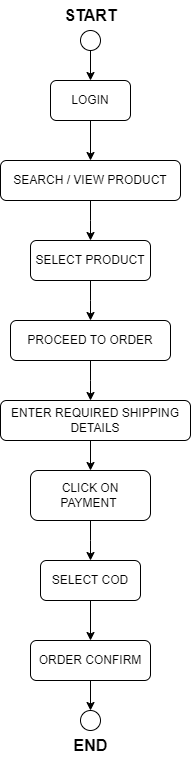 START
LOGIN
SEARCH / VIEW PRODUCT
SELECT PRODUCT
PROCEED TO ORDER
ENTER REQUIRED SHIPPING
DETAILS
CLICK ON
PAYMENT
SELECT COD
ORDER CONFIRM
END